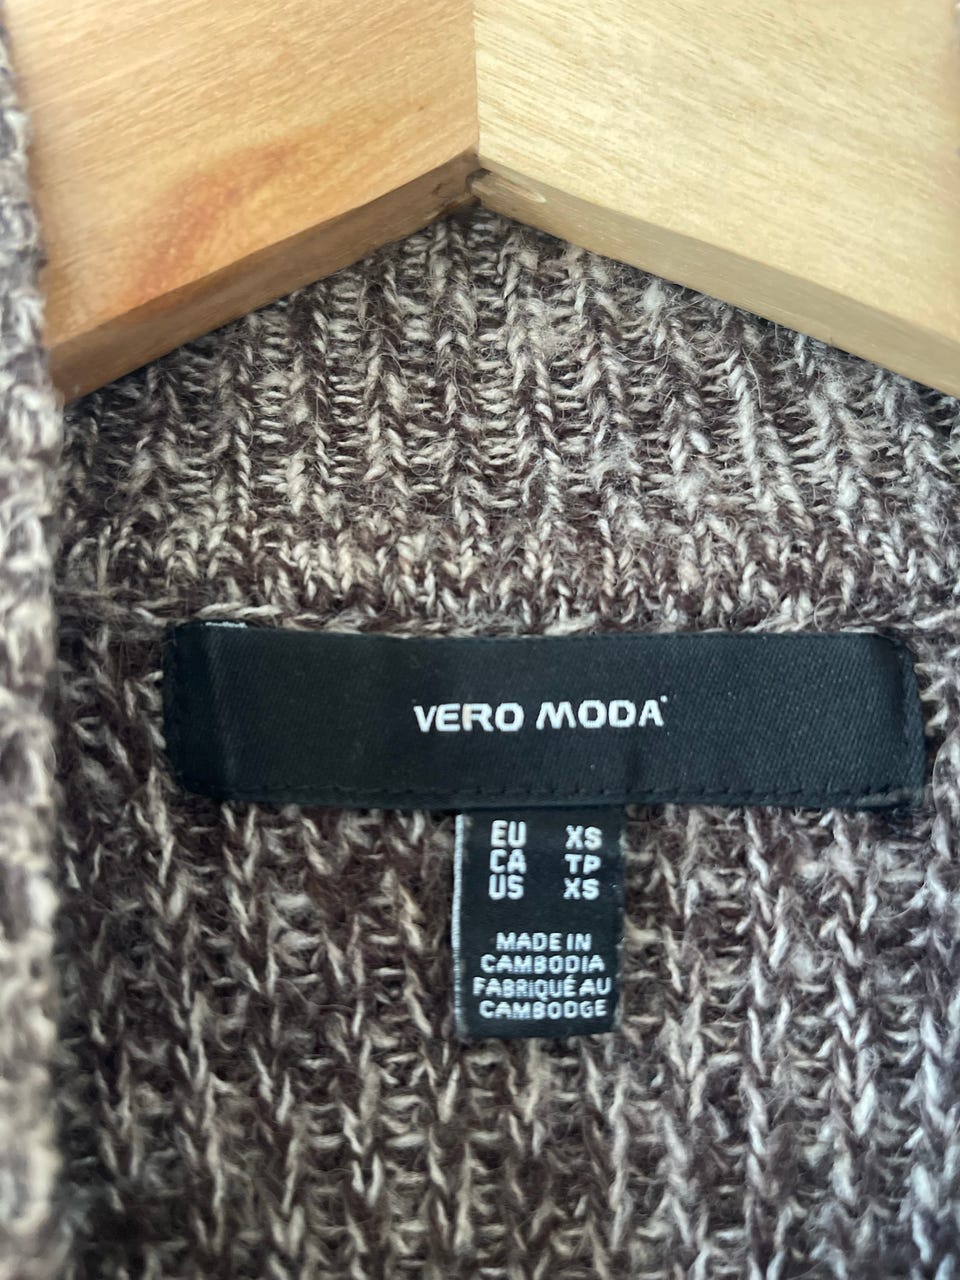 VERO MODA
EU XS
CA TP
US XS
MADE IN
CAMBODIA
FABRIQUÉ AU
CAMBODGE